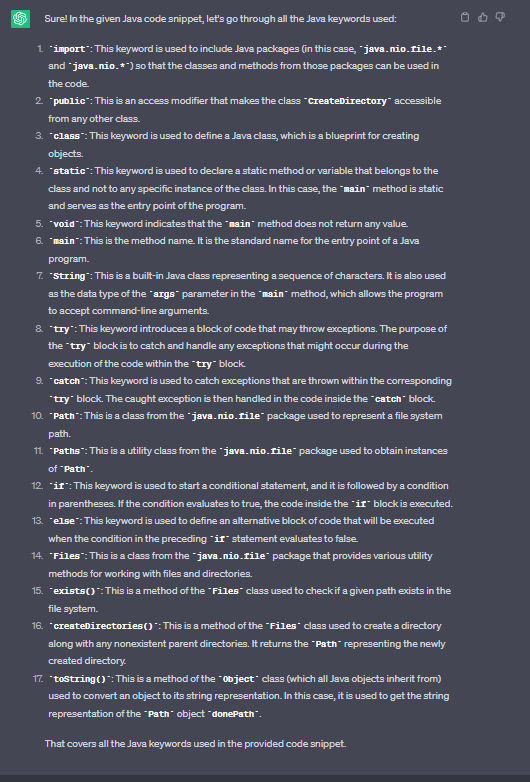 Sure! In the given Java code snippet, let's go through all the Java keywords used:
1. `import`: This keyword is used to include Java packages (in this case, `java.nio.file.*`
and `java.nio.*`) so that the classes and methods from those packages can be used in
the code.
2. `public`: This is an access modifier that makes the class `CreateDirectory` accessible
from any other class.
3. `class`: This keyword is used to define a Java class, which is a blueprint for creating
objects.
4. `static`: This keyword is used to declare a static method or variable that belongs to the
class and not to any specific instance of the class. In this case, the `main` method is static
and serves as the entry point of the program.
5. `void`: This keyword indicates that the `main` method does not return any value.
6. `main`: This is the method name. It is the standard name for the entry point of a Java
program.
7. `String`: This is a built-in Java class representing a sequence of characters. It is also used
as the data type of the `args` parameter in the `main` method, which allows the program
to accept command-line arguments.
8. `try`: This keyword introduces a block of code that may throw exceptions. The purpose of
the `try` block is to catch and handle any exceptions that might occur during the
execution of the code within the `try` block.
9. `catch`: This keyword is used to catch exceptions that are thrown within the corresponding
`try` block. The caught exception is then handled in the code inside the `catch` block.
10. `Path`: This is a class from the `java.nio.file` package used to represent a file system
path.
11. `Paths`: This is a utility class from the `java.nio.file` package used to obtain instances
of `Path`.
12. `if`: This keyword is used to start a conditional statement, and it is followed by a condition
in parentheses. If the condition evaluates to true, the code inside the `if` block is executed.
13. `else`: This keyword is used to define an alternative block of code that will be executed
when the condition in the preceding `if` statement evaluates to false.
14. `Files`: This is a class from the `java.nio.file` package that provides various utility
methods for working with files and directories.
15. `exists()`: This is a method of the `Files` class used to check if a given path exists in the
file system.
16. `createDirectories()`: This is a method of the `Files` class used to create a directory
along with any nonexistent parent directories. It returns the `Path` representing the newly
created directory.
17. `toString()`: This is a method of the `Object` class (which all Java objects inherit from)
used to convert an object to its string representation. In this case, it is used to get the string
representation of the `Path` object `donePath`.
That covers all the Java keywords used in the provided code snippet.